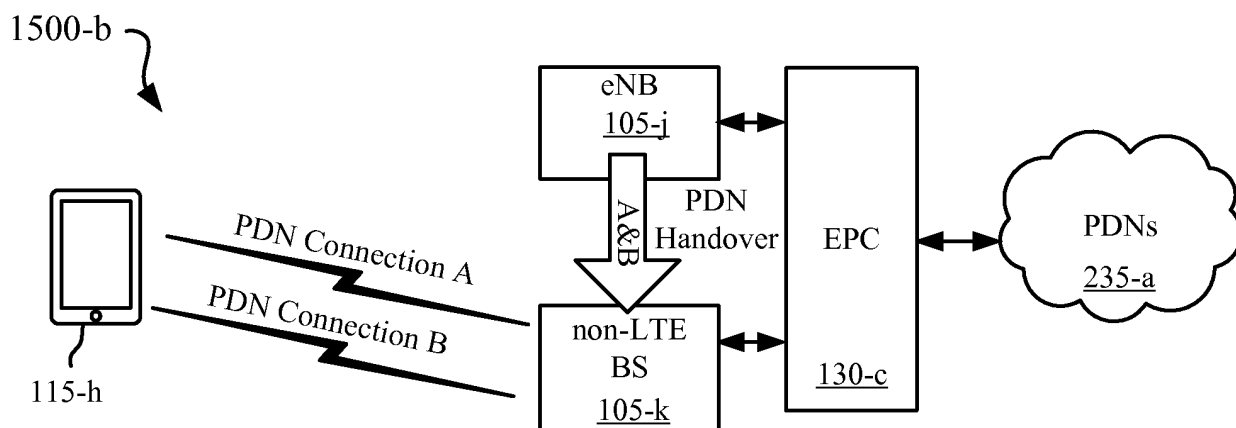 1500-b
eNB
105-j
A&B
PDN
Handover
EPC
130-c
PDNs
235-a
PDN Connection A
PDN Connection B
non-LTE
BS
105-k
115-h